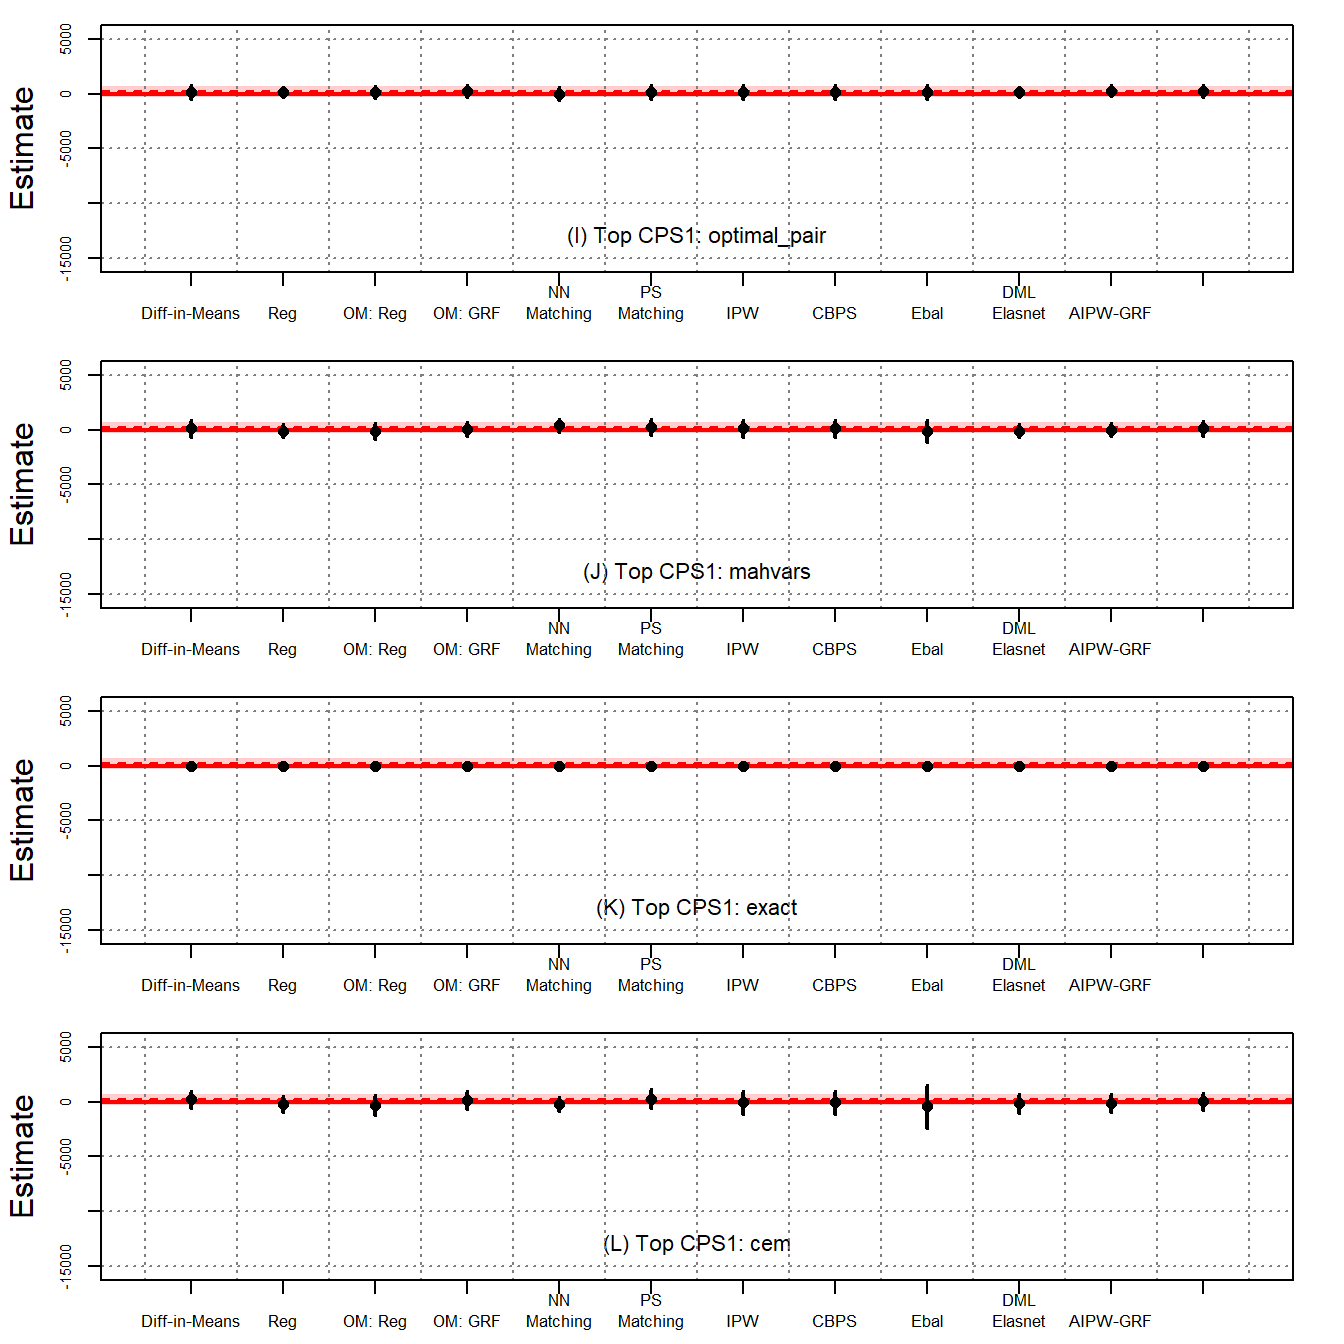 Estimate
5000
0
-5000
-15000
(I) Top CPS1: optimal_pair
NN PS DML
Diff-in-Means Reg OM: Reg OM: GRF Matching Matching IPW CBPS Ebal Elasnet AIPW-GRF
Estimate
5000
0
-5000
-15000
(J) Top CPS1: mahvars
NN PS DML
Diff-in-Means Reg OM: Reg OM: GRF Matching Matching IPW CBPS Ebal Elasnet AIPW-GRF
Estimate
5000
0
-5000
-15000
(K) Top CPS1: exact
NN PS DML
Diff-in-Means Reg OM: Reg OM: GRF Matching Matching IPW CBPS Ebal Elasnet AIPW-GRF
Estimate
5000
0
-5000
-15000
(L) Top CPS1: cem
NN PS DML
Diff-in-Means Reg OM: Reg OM: GRF Matching Matching IPW CBPS Ebal Elasnet AIPW-GRF